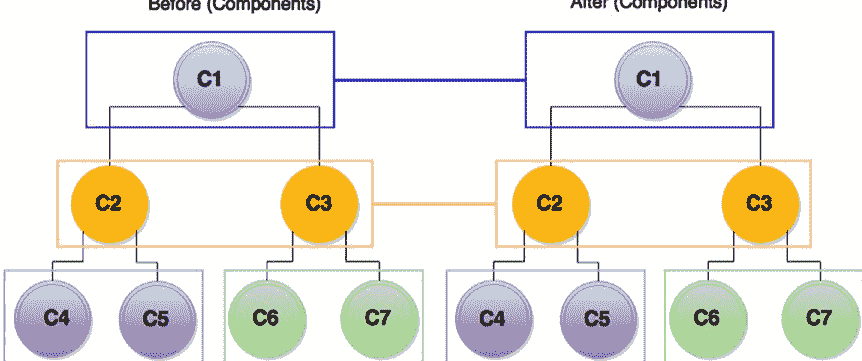 Before (Components) After (Components)
C1 C1
C2 C3 C2 C3
C4 C5 C6 C7 C4 C5 C6 C7